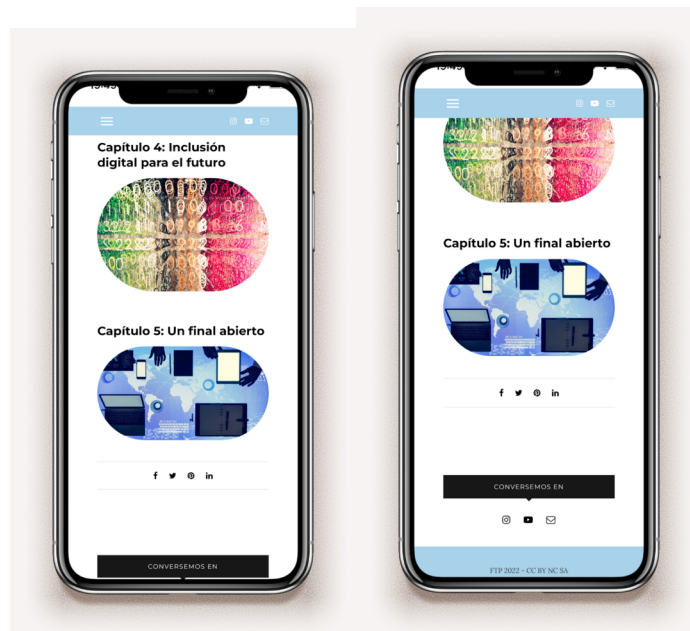 Capítulo 4: Inclusión
digital para el futuro
Capítulo 5: Un final abierto
CONVERSEMOS EN
Capítulo 5: Un final abierto
CONVERSEMOS EN
FTP 2022 - CC BY NC SA